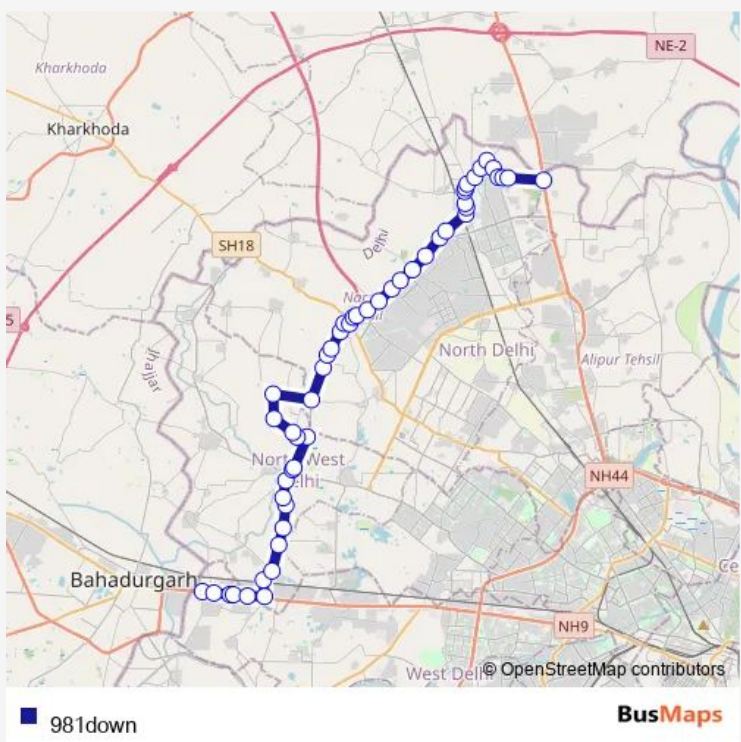 NE-2
Kharkhoda
Kharkhoda
SH18
Delhi
5
North Delhi
Alipur Tehsil
Jhajjar
North West
NH44
Bahadurgarh
NH9
West Delhi
© OpenStreetMap contributors
981down
BusMaps